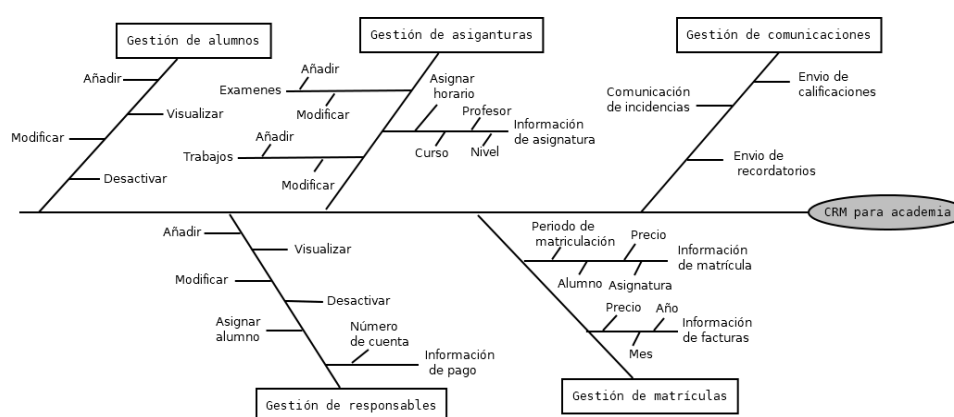 Gestión de alumnos
Gestión de asiganturas
Gestión de comunicaciones
Añadir
Visualizar
Modificar
Desactivar
Añadir
Examenes
Modificar
Añadir
Trabajos
Modificar
Asignar
horario
Profesor
Información
de asignatura
Curso
Nivel
Envio de
calificaciones
Comunicación
de incidencias
Envio de
recordatorios
CRM para academia
Añadir
Visualizar
Modificar
Desactivar
Asignar
alumno
Número
de cuenta
Información
de pago
Gestión de responsables
Periodo de
matriculación
Precio
Información
de matrícula
Alumno
Asignatura
Precio
Año
Información
de facturas
Mes
Gestión de matrículas